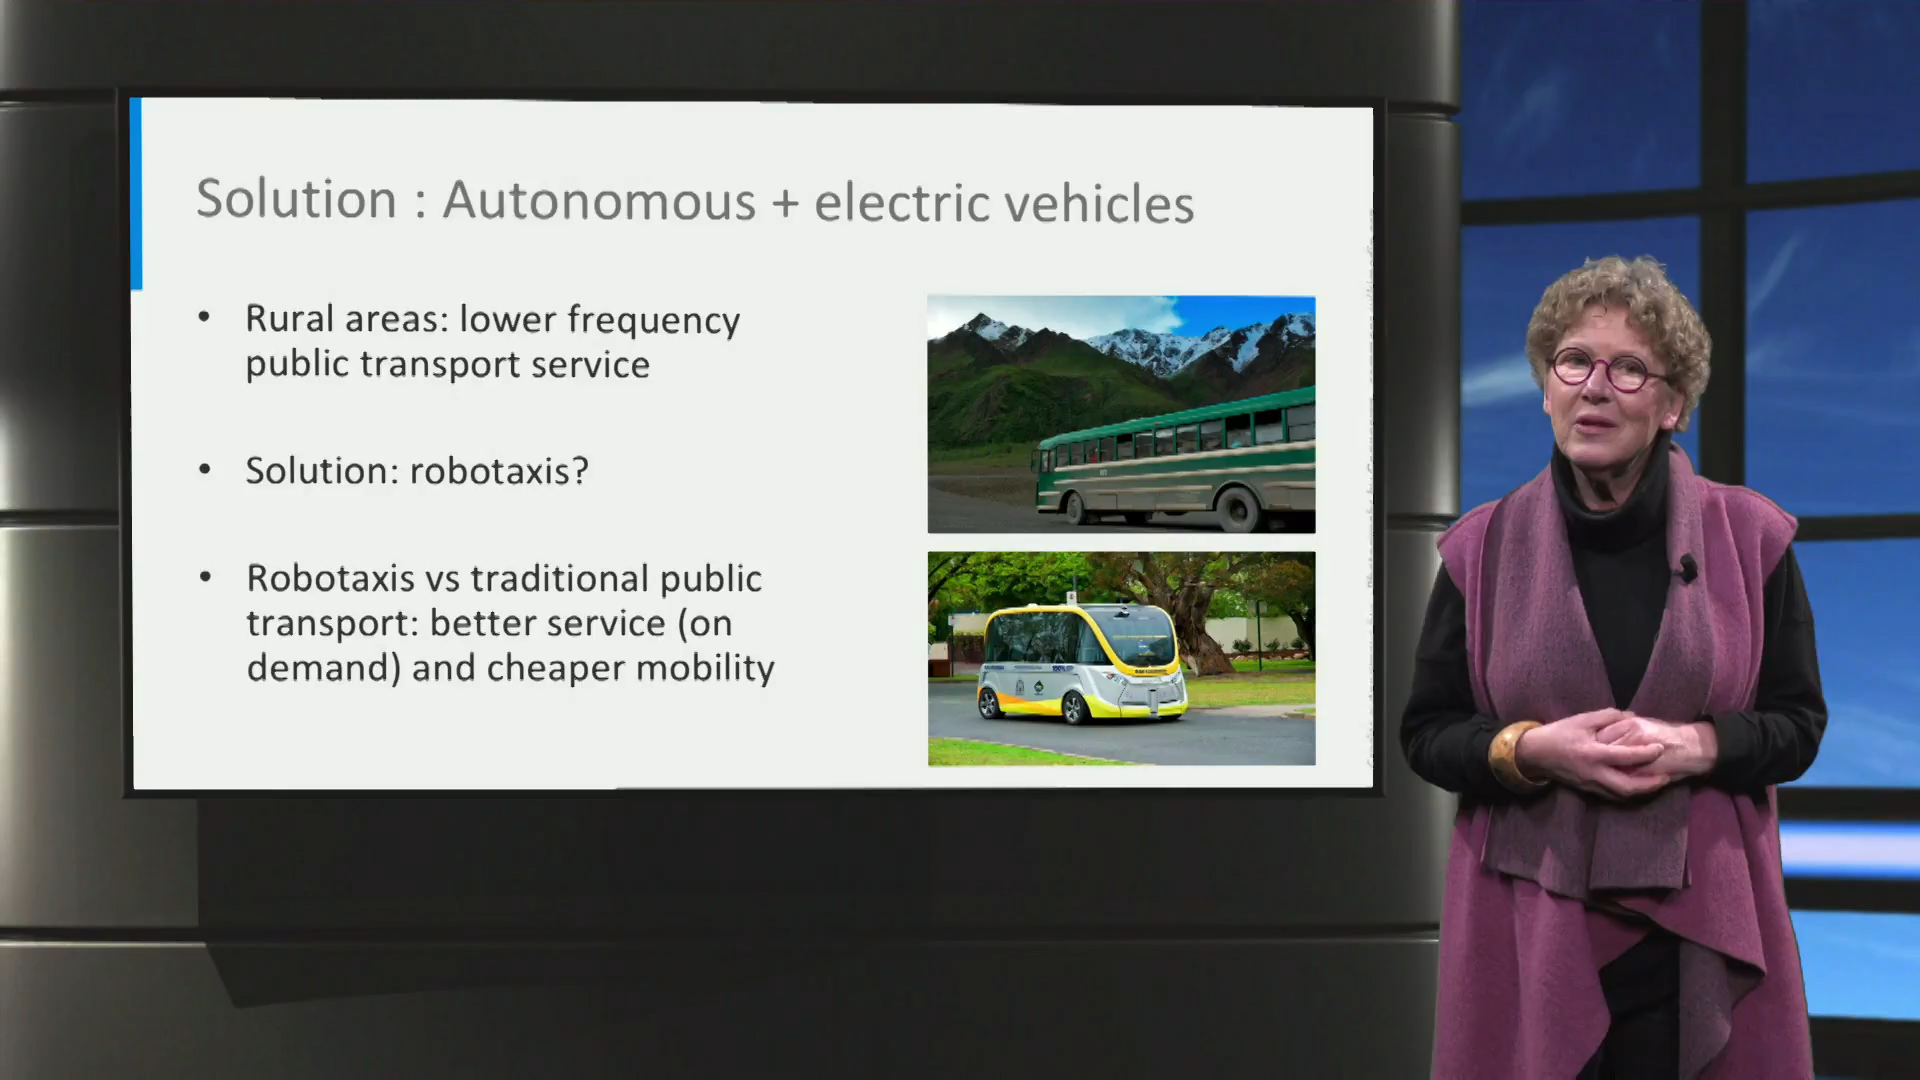 Solution : Autonomous + electric vehicles
• Rural areas: lower frequency
public transport service
• Solution: robotaxis?
• Robotaxis vs traditional public
transport: better service (on
demand) and cheaper mobility